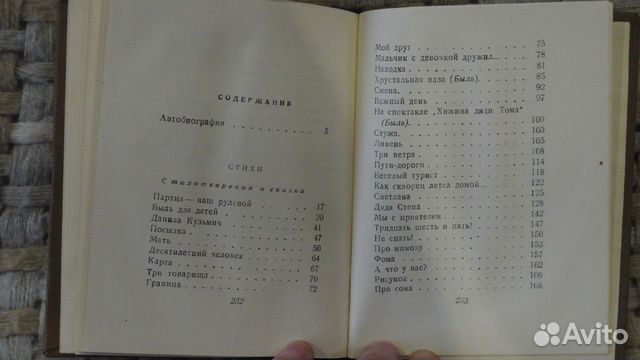 СОДЕРЖАНИЕ
Автобиография . . . . . . . 5
СТИХИ
Стихотворения и сказки
Партия — наш рулевой . . . . . 17
Быль для детей . . . . . . 20
Данила Кузьмич . . . . . . 41
Посылка . . . . . . . . 47
Мать . . . . . . . . . 50
Десятилетний человек . . . . . 64
Карта . . . . . . . . . 67
Три товарища . . . . . . . 70
Граница . . . . . . . . 72
252
Мой друг . . . . . . . . 75
Мальчик с девочкой дружил... . . . 78
Находка . . . . . . . . 81
Хрустальная ваза (Быль) . . . . 85
Смена . . . . . . . . . 92
Важный день . . . . . . . 97
На спектакле „Хижина дяди Тома“
(Быль) . . . . . . . . . 100
Стужа . . . . . . . . . 103
Ливень . . . . . . . . . 105
Три ветра . . . . . . . . 108
Пути-дороги . . . . . . . 114
Веселый турист . . . . . . 118
Как скворец летел домой... . . . 122
Светлана . . . . . . . . 125
Дядя Степа . . . . . . . 128
Мы с приятелем . . . . . . 142
Тридцать шесть и пять! . . . . 147
Не спать! . . . . . . . . 150
Про мимозу . . . . . . . 153
Фома . . . . . . . . . 157
А что у вас? . . . . . . . 162
Рисунок . . . . . . . . 166
Про сома . . . . . . . . 168
253
Avito